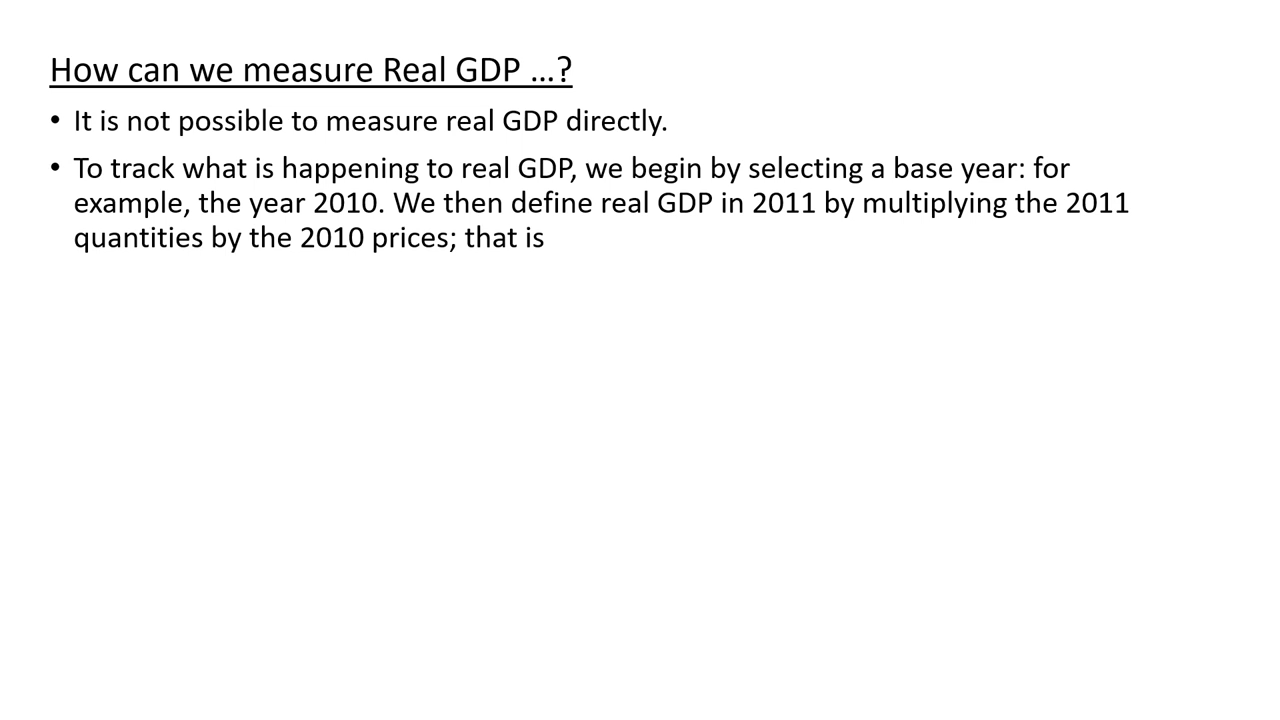 How can we measure Real GDP …?
• It is not possible to measure real GDP directly.
• To track what is happening to real GDP, we begin by selecting a base year: for
example, the year 2010. We then define real GDP in 2011 by multiplying the 2011
quantities by the 2010 prices; that is